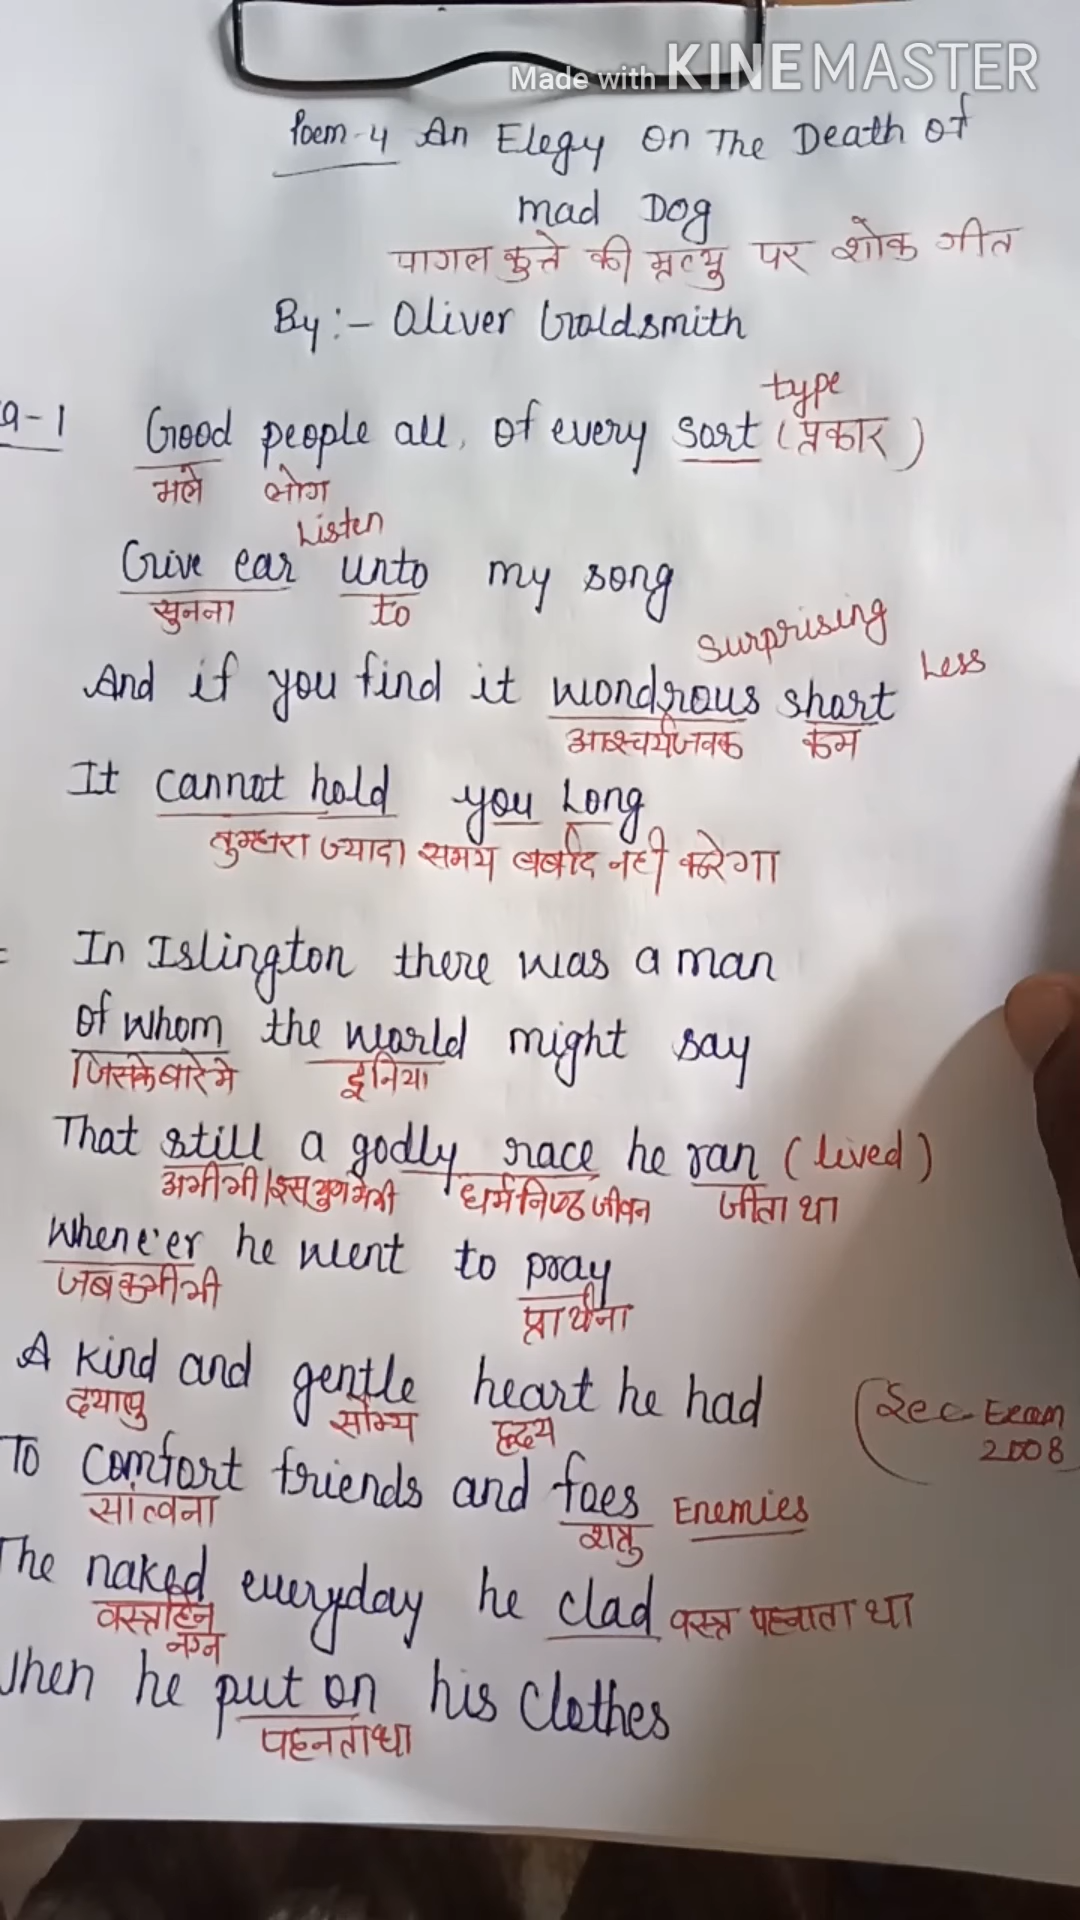 Made with KINEMASTER
Poem-4 An Elegy On The Death of
mad Dog
पागल कुत्ते की मृत्यु पर शोक गीत
By:- Oliver Goldsmith
type
a-1 Good people all, of every sort (प्रकार)
भले लोग
Listen
Give ear unto my song
सुनना to
Surprising
Less
And if you find it wondrous short
आश्चर्यजनक कम
It cannot hold you Long
तुम्हारा ज्यादा समय बर्बाद नही करेगा
In Islington there was a man
of whom the world might say
जिसके बारे मे दुनिया
That still a godly race he ran (lived)
अभी भी/इस युग मे भी धर्मनिष्ठ जीवन जीता था
Whene'er he went to pray
जब कभी भी प्रार्थना
A kind and gentle heart he had
दयालु सौम्य हृदय
(Sec Exam
2008)
To comfort friends and foes Enemies
सांत्वना शत्रु
The naked everyday he clad वस्त्र पहनाता था
वस्त्रहिन
नग्न
When he put on his Clothes
पहनता था